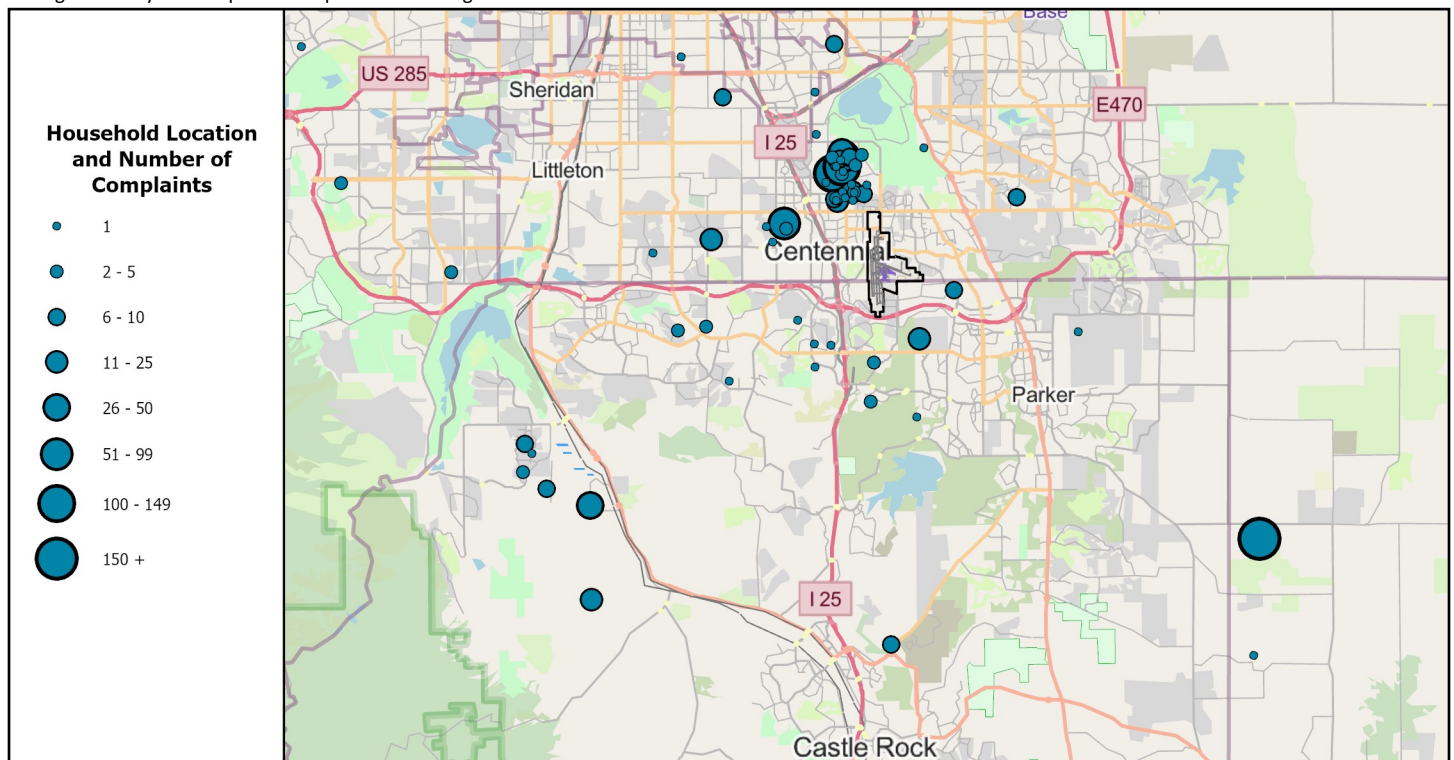 Base
US 285
Sheridan
E470
Household Location
and Number of
Complaints
I 25
Littleton
1
Centennial
2 - 5
6 - 10
11 - 25
Parker
26 - 50
51 - 99
100 - 149
150 +
I 25
Castle Rock